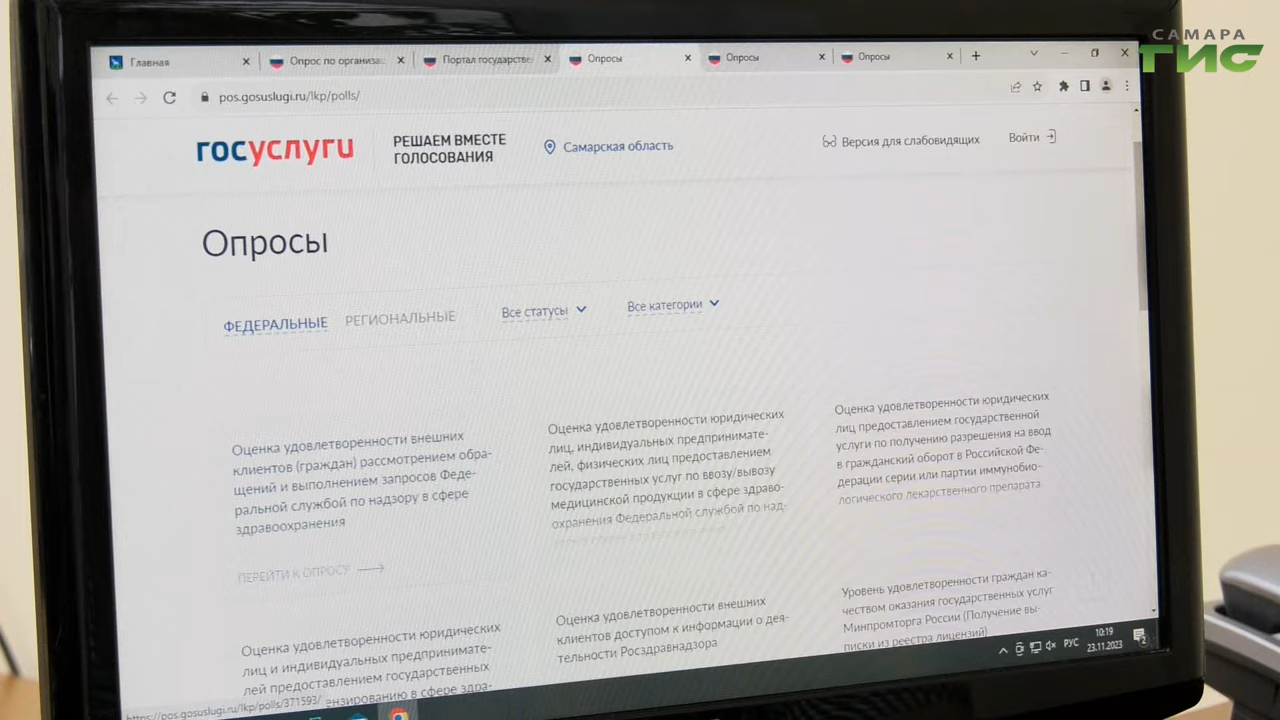 САМАРА
ТИС
Главная
Опрос по организа
Портал государстве
Опросы
Опросы
Опросы
pos.gosuslugi.ru/lkp/polls/
госуслуги
РЕШАЕМ ВМЕСТЕ
ГОЛОСОВАНИЯ
Самарская область
Версия для слабовидящих
Войти
Опросы
ФЕДЕРАЛЬНЫЕ
РЕГИОНАЛЬНЫЕ
Все статусы
Все категории
Оценка удовлетворенности внешних
клиентов (граждан) рассмотрением обра-
щений и выполнением запросов Феде-
ральной службой по надзору в сфере
здравоохранения
ПЕРЕЙТИ К ОПРОСУ
Оценка удовлетворенности юридических
лиц, индивидуальных предпринимате-
лей, физических лиц предоставлением
государственных услуг по ввозу/вывозу
медицинской продукции в сфере здраво-
охранения Федеральной службой по над-
Оценка удовлетворенности юридических
лиц предоставлением государственной
услуги по получению разрешения на ввод
в гражданский оборот в Российской Фе-
дерации серии или партии иммунобио-
логического лекарственного препарата
Оценка удовлетворенности юридических
лиц и индивидуальных предпринимате-
лей предоставлением государственных
ензированию в сфере здра-
Оценка удовлетворенности внешних
клиентов доступом к информации о дея-
тельности Росздравнадзора
Уровень удовлетворенности граждан ка-
чеством оказания государственных услуг
Минпромторга России (Получение вы-
писки из реестра лицензий)
https://pos.gosuslugi.ru/lkp/polls/371593/
РУС
10:19
23.11.2023
2